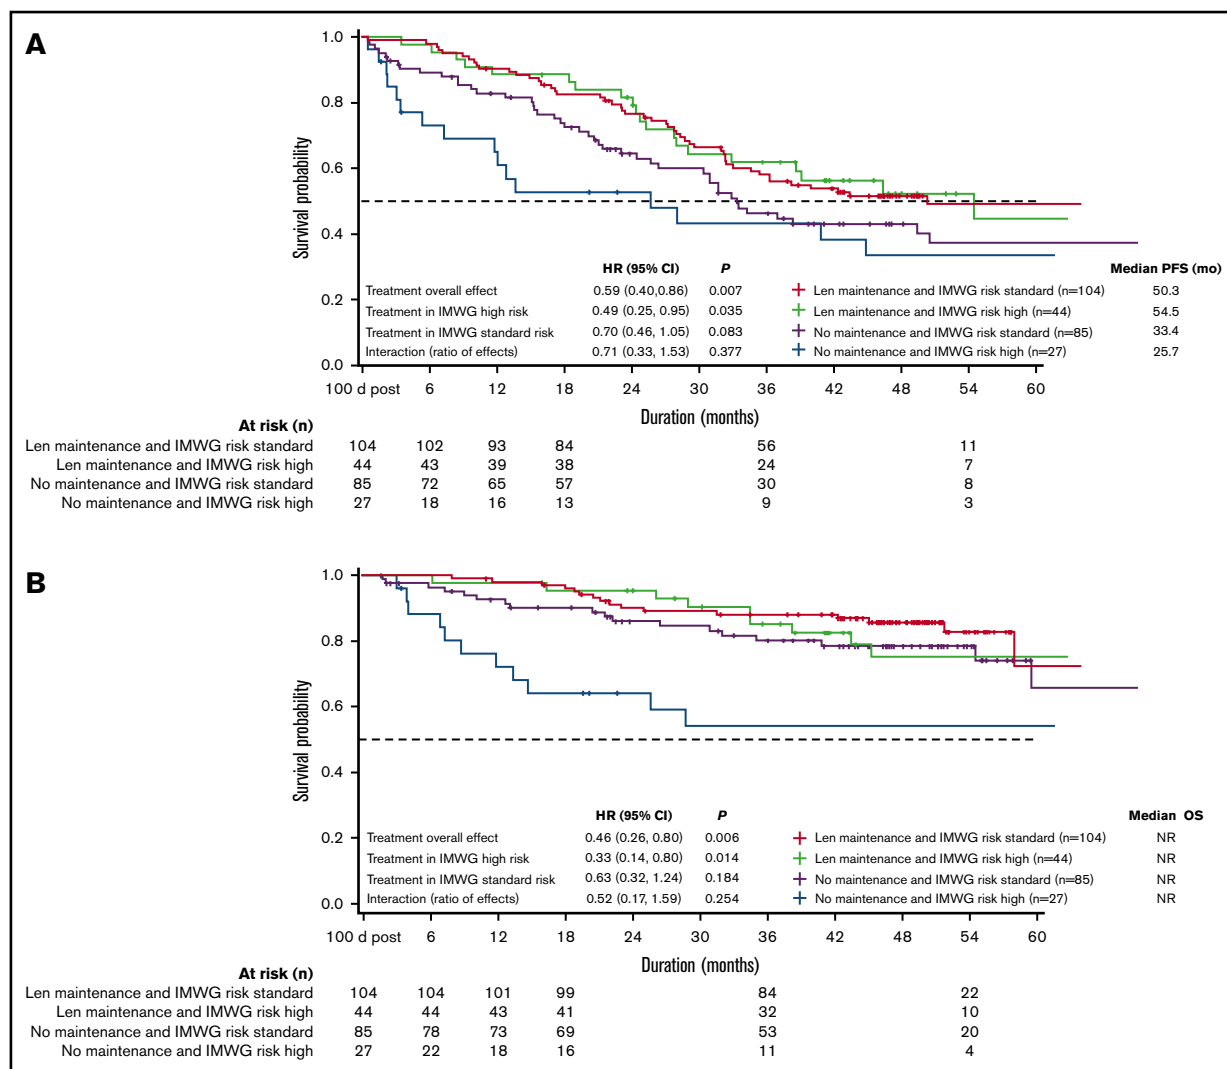 A
Survival probability
1.0
0.8
0.6
0.4
0.2
0.0
HR (95% CI) P Median PFS (mo)
Treatment overall effect 0.59 (0.40,0.86) 0.007 Len maintenance and IMWG risk standard (n=104) 50.3
Treatment in IMWG high risk 0.49 (0.25, 0.95) 0.035 Len maintenance and IMWG risk high (n=44) 54.5
Treatment in IMWG standard risk 0.70 (0.46, 1.05) 0.083 No maintenance and IMWG risk standard (n=85) 33.4
Interaction (ratio of effects) 0.71 (0.33, 1.53) 0.377 No maintenance and IMWG risk high (n=27) 25.7
100 d post 6 12 18 24 30 36 42 48 54 60
Duration (months)
At risk (n)
Len maintenance and IMWG risk standard 104 102 93 84 56 11
Len maintenance and IMWG risk high 44 43 39 38 24 7
No maintenance and IMWG risk standard 85 72 65 57 30 8
No maintenance and IMWG risk high 27 18 16 13 9 3
B
Survival probability
1.0
0.8
0.6
0.4
0.2
0.0
HR (95% CI) P Median OS
Treatment overall effect 0.46 (0.26, 0.80) 0.006 Len maintenance and IMWG risk standard (n=104) NR
Treatment in IMWG high risk 0.33 (0.14, 0.80) 0.014 Len maintenance and IMWG risk high (n=44) NR
Treatment in IMWG standard risk 0.63 (0.32, 1.24) 0.184 No maintenance and IMWG risk standard (n=85) NR
Interaction (ratio of effects) 0.52 (0.17, 1.59) 0.254 No maintenance and IMWG risk high (n=27) NR
100 d post 6 12 18 24 30 36 42 48 54 60
Duration (months)
At risk (n)
Len maintenance and IMWG risk standard 104 104 101 99 84 22
Len maintenance and IMWG risk high 44 44 43 41 32 10
No maintenance and IMWG risk standard 85 78 73 69 53 20
No maintenance and IMWG risk high 27 22 18 16 11 4